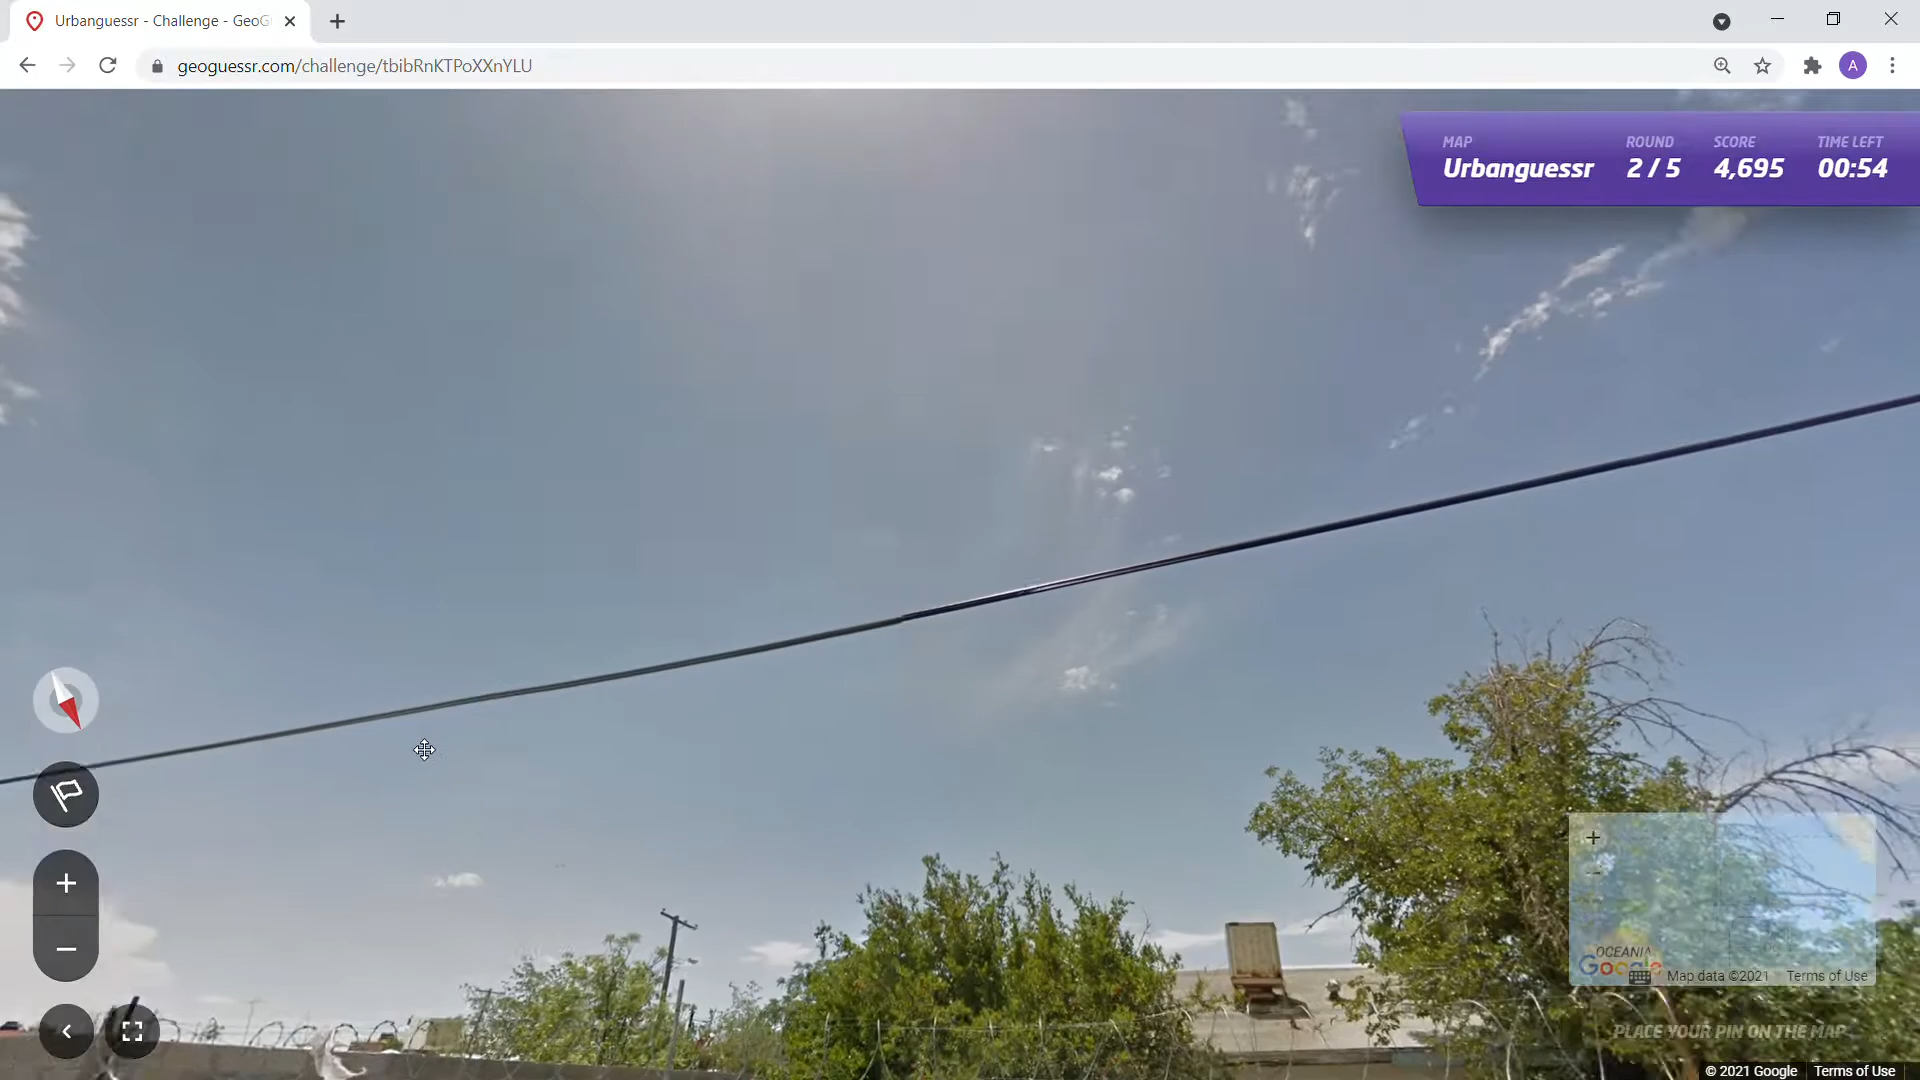 Urbanguessr - Challenge - GeoG
geoguessr.com/challenge/tbibRnKTPoXXnYLU
A
MAP
Urbanguessr
ROUND
2 / 5
SCORE
4,695
TIME LEFT
00:54
OCEANIA
Google
Map data ©2021
Terms of Use
PLACE YOUR PIN ON THE MAP
© 2021 Google
Terms of Use